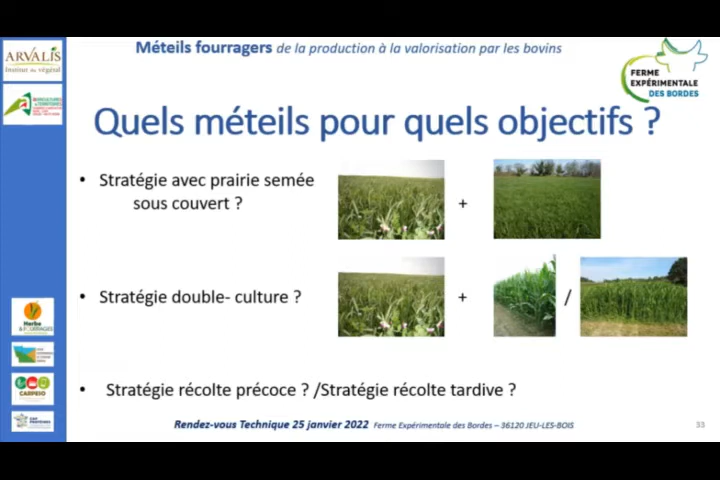 ARVALIS
Institut du végétal
Méteils fourragers de la production à la valorisation par les bovins
FERME
EXPÉRIMENTALE
DES BORDES
Quels méteils pour quels objectifs ?
• Stratégie avec prairie semée
sous couvert ?
+
• Stratégie double- culture ?
+ /
• Stratégie récolte précoce ? /Stratégie récolte tardive ?
Herbe
& FOURRAGES
CARPESO
Rendez-vous Technique 25 janvier 2022 Ferme Expérimentale des Bordes – 36120 JEU-LES-BOIS
33